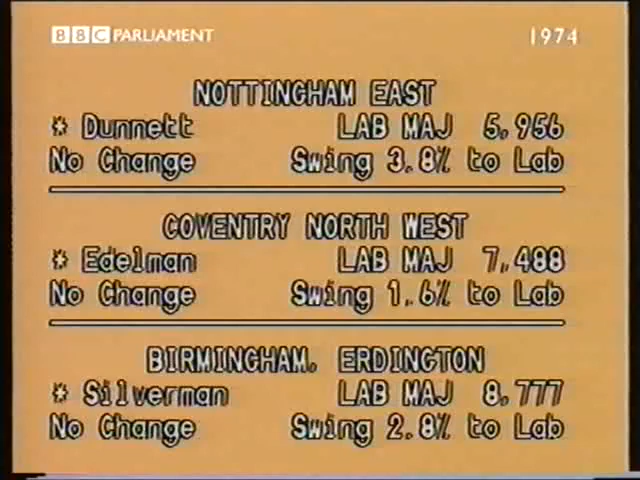 BBC PARLIAMENT 1974
NOTTINGHAM EAST
* Dunnett LAB MAJ 5,956
No Change Swing 3.8% to Lab
COVENTRY NORTH WEST
* Edelman LAB MAJ 7,488
No Change Swing 1.6% to Lab
BIRMINGHAM, ERDINGTON
* Silverman LAB MAJ 8,777
No Change Swing 2.8% to Lab